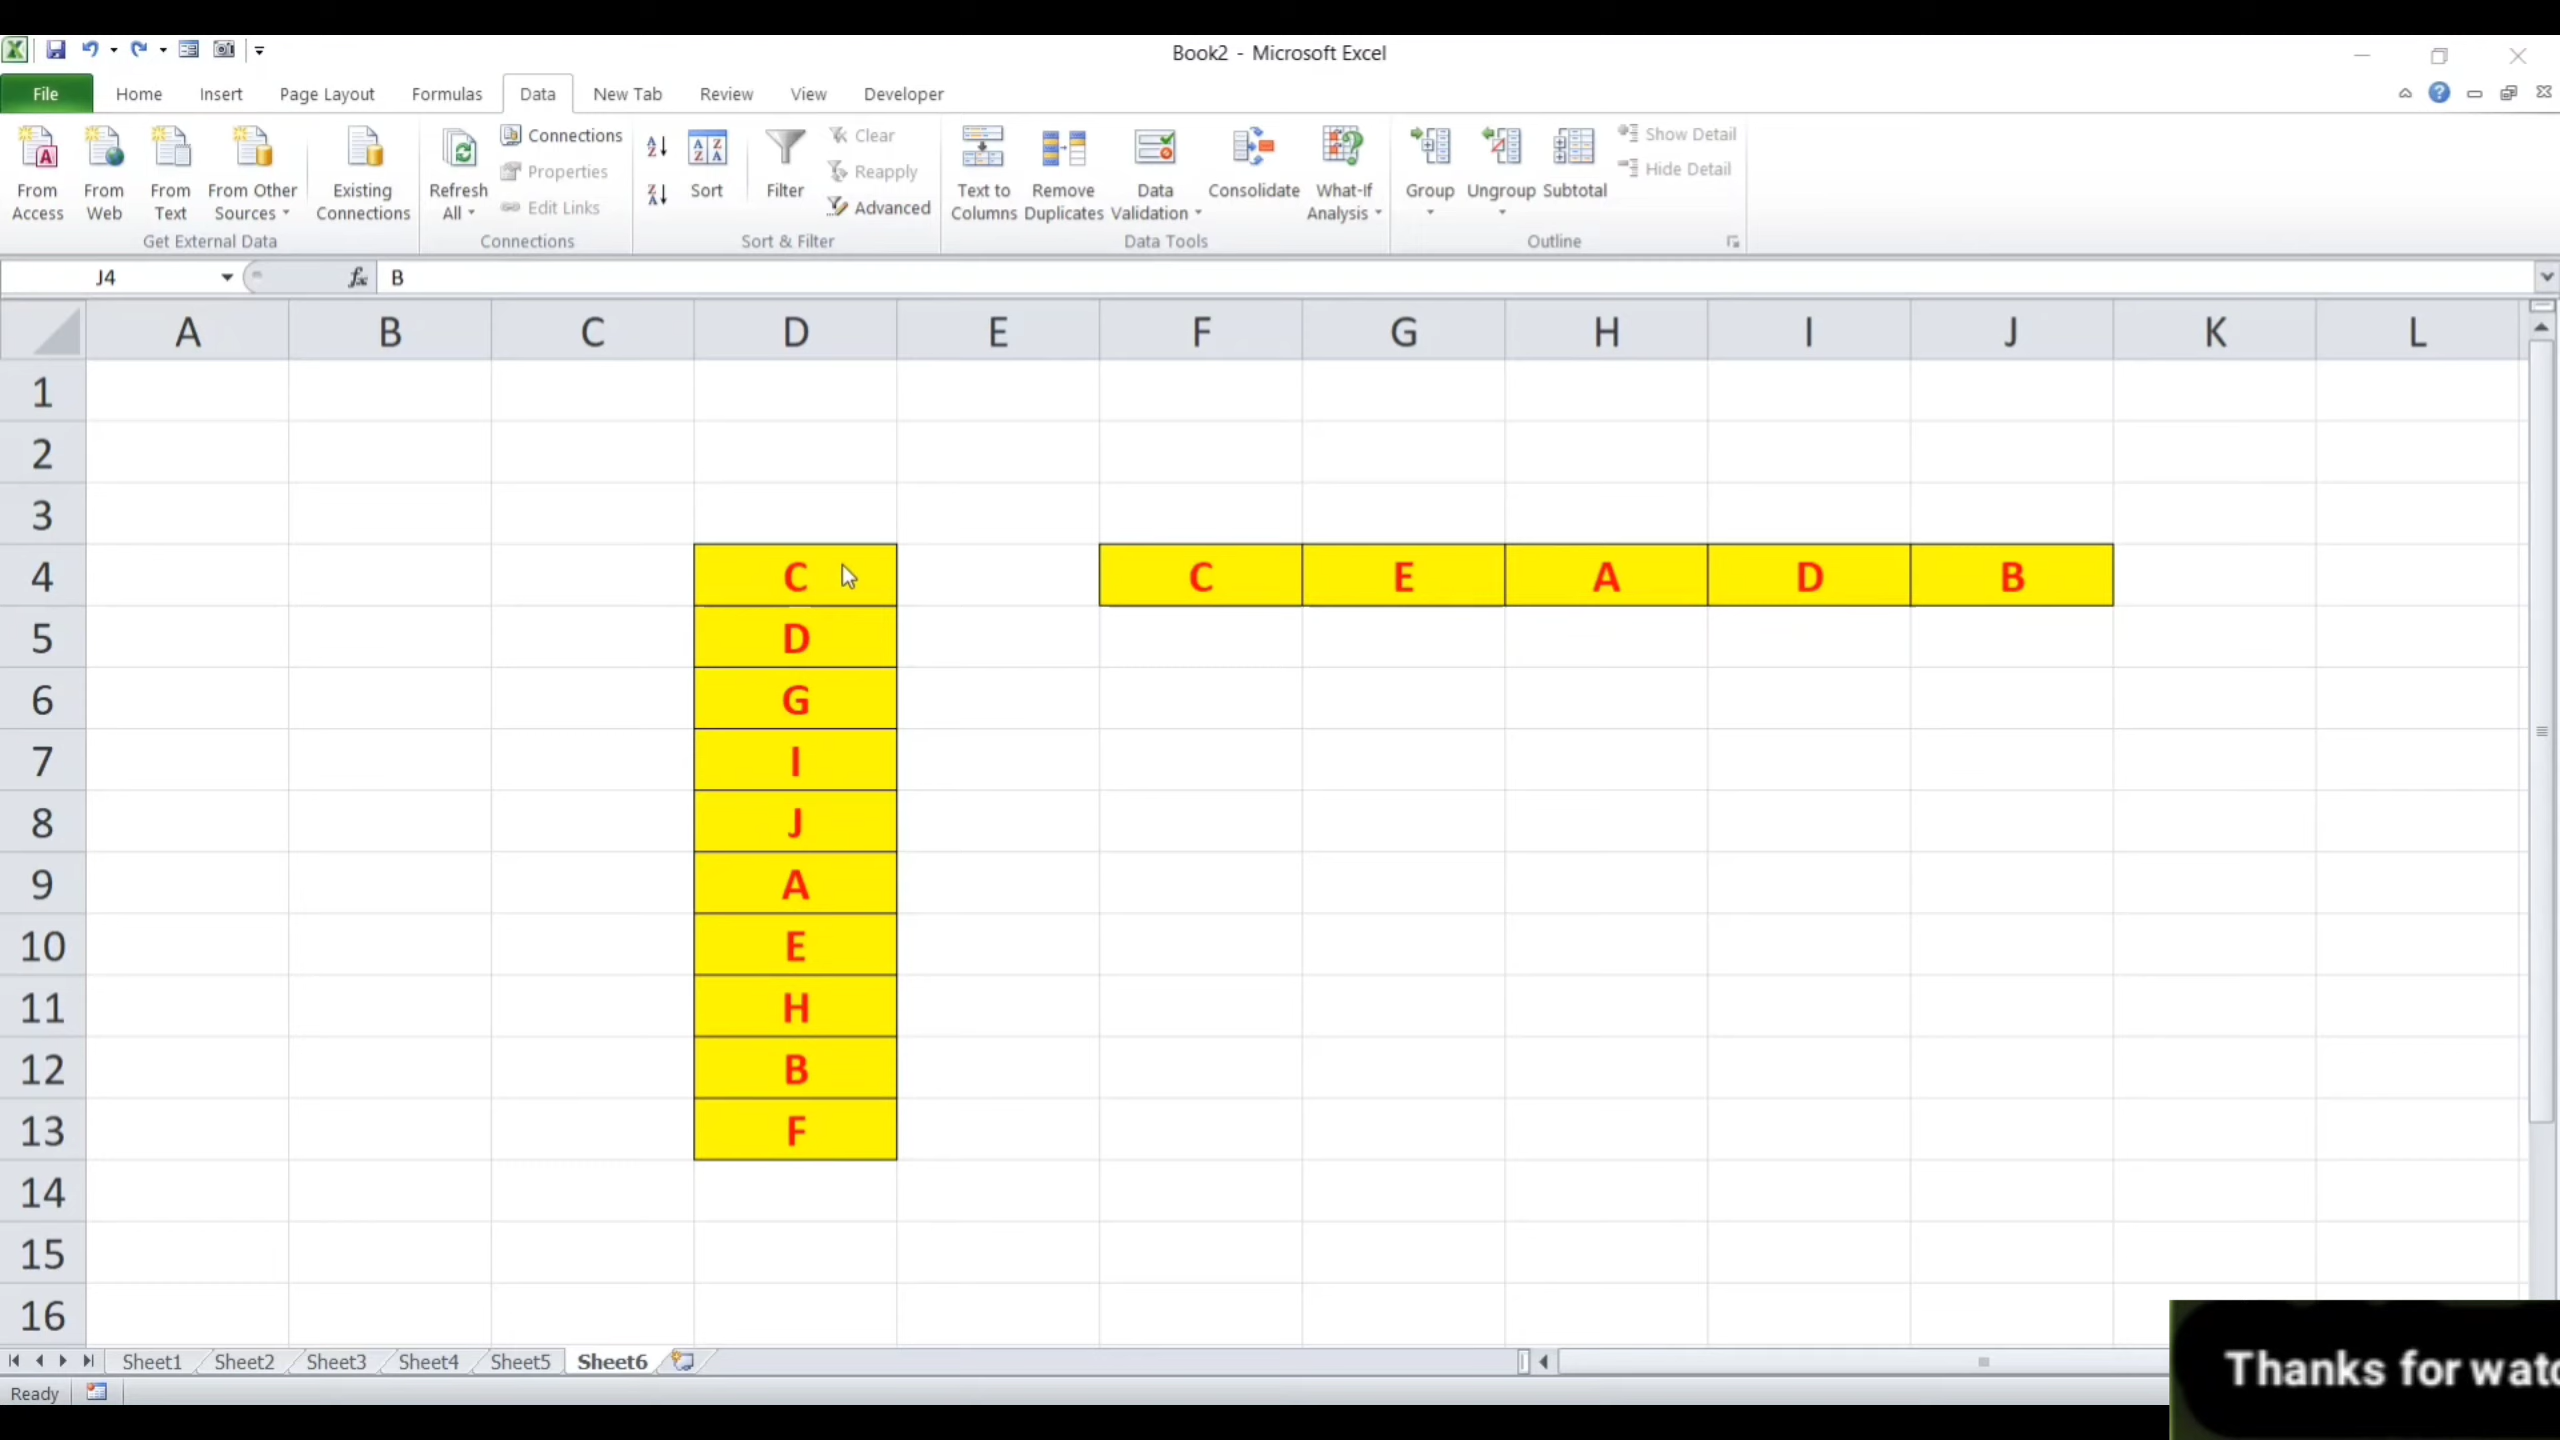 Book2 - Microsoft Excel
File Home Insert Page Layout Formulas Data New Tab Review View Developer
From Access
From Web
From Text
From Other Sources
Existing Connections
Get External Data
Refresh All
Connections
Properties
Edit Links
Connections
Sort
Filter
Clear
Reapply
Advanced
Sort & Filter
Text to Columns
Remove Duplicates
Data Validation
Consolidate
What-If Analysis
Data Tools
Group
Ungroup
Subtotal
Show Detail
Hide Detail
Outline
J4 fx B
A B C D E F G H I J K L
1
2
3
4 C C E A D B
5 D
6 G
7 I
8 J
9 A
10 E
11 H
12 B
13 F
14
15
16
Sheet1 Sheet2 Sheet3 Sheet4 Sheet5 Sheet6
Ready
Thanks for